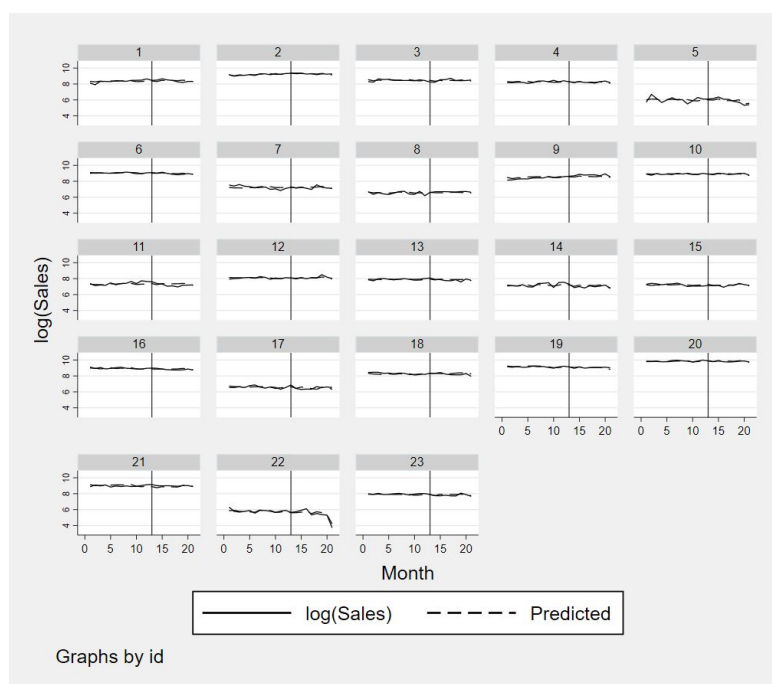 1 2 3 4 5
4 6 8 10
6 7 8 9 10
4 6 8 10
11 12 13 14 15
4 6 8 10
16 17 18 19 20
4 6 8 10
0 5 10 15 20 0 5 10 15 20
21 22 23
4 6 8 10
0 5 10 15 20 0 5 10 15 20 0 5 10 15 20
log(Sales)
Month
log(Sales) Predicted
Graphs by id